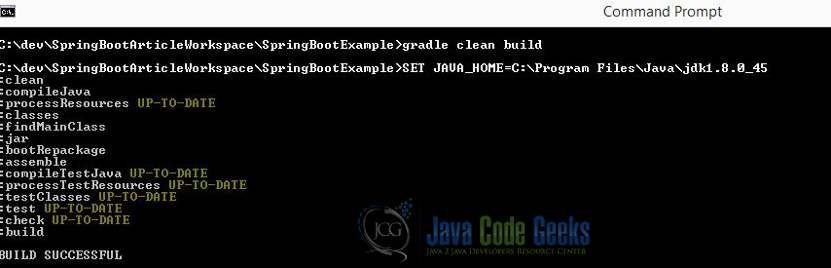 C:\.
Command Prompt
C:\dev\SpringBootArticleWorkspace\SpringBootExample>gradle clean build
C:\dev\SpringBootArticleWorkspace\SpringBootExample>SET JAVA_HOME=C:\Program Files\Java\jdk1.8.0_45
:clean
:compileJava
:processResources UP-TO-DATE
:classes
:findMainClass
:jar
:bootRepackage
:assemble
:compileTestJava UP-TO-DATE
:processTestResources UP-TO-DATE
:testClasses UP-TO-DATE
:test UP-TO-DATE
:check UP-TO-DATE
:build
BUILD SUCCESSFUL
JCG
Java Code Geeks
JAVA 2 JAVA DEVELOPERS RESOURCE CENTER